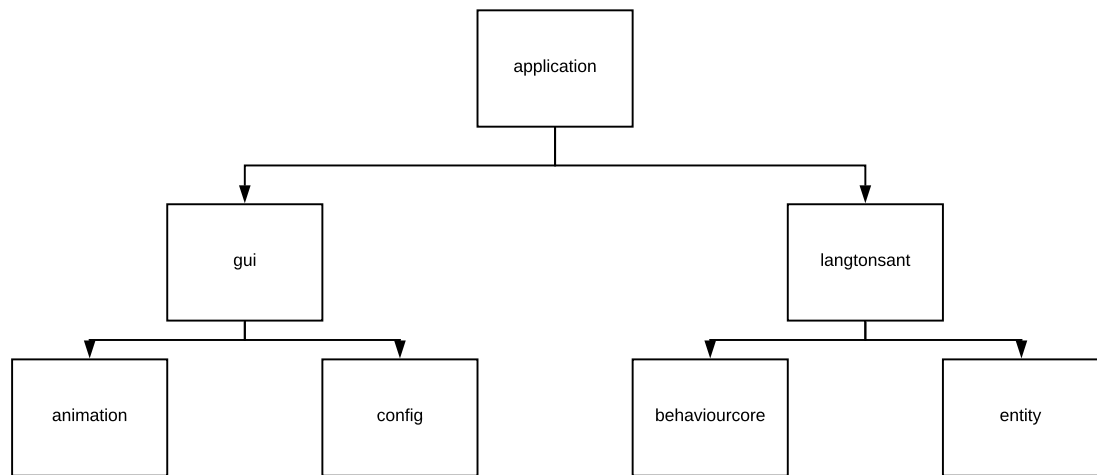 application
gui
langtonsant
animation
config
behaviourcore
entity